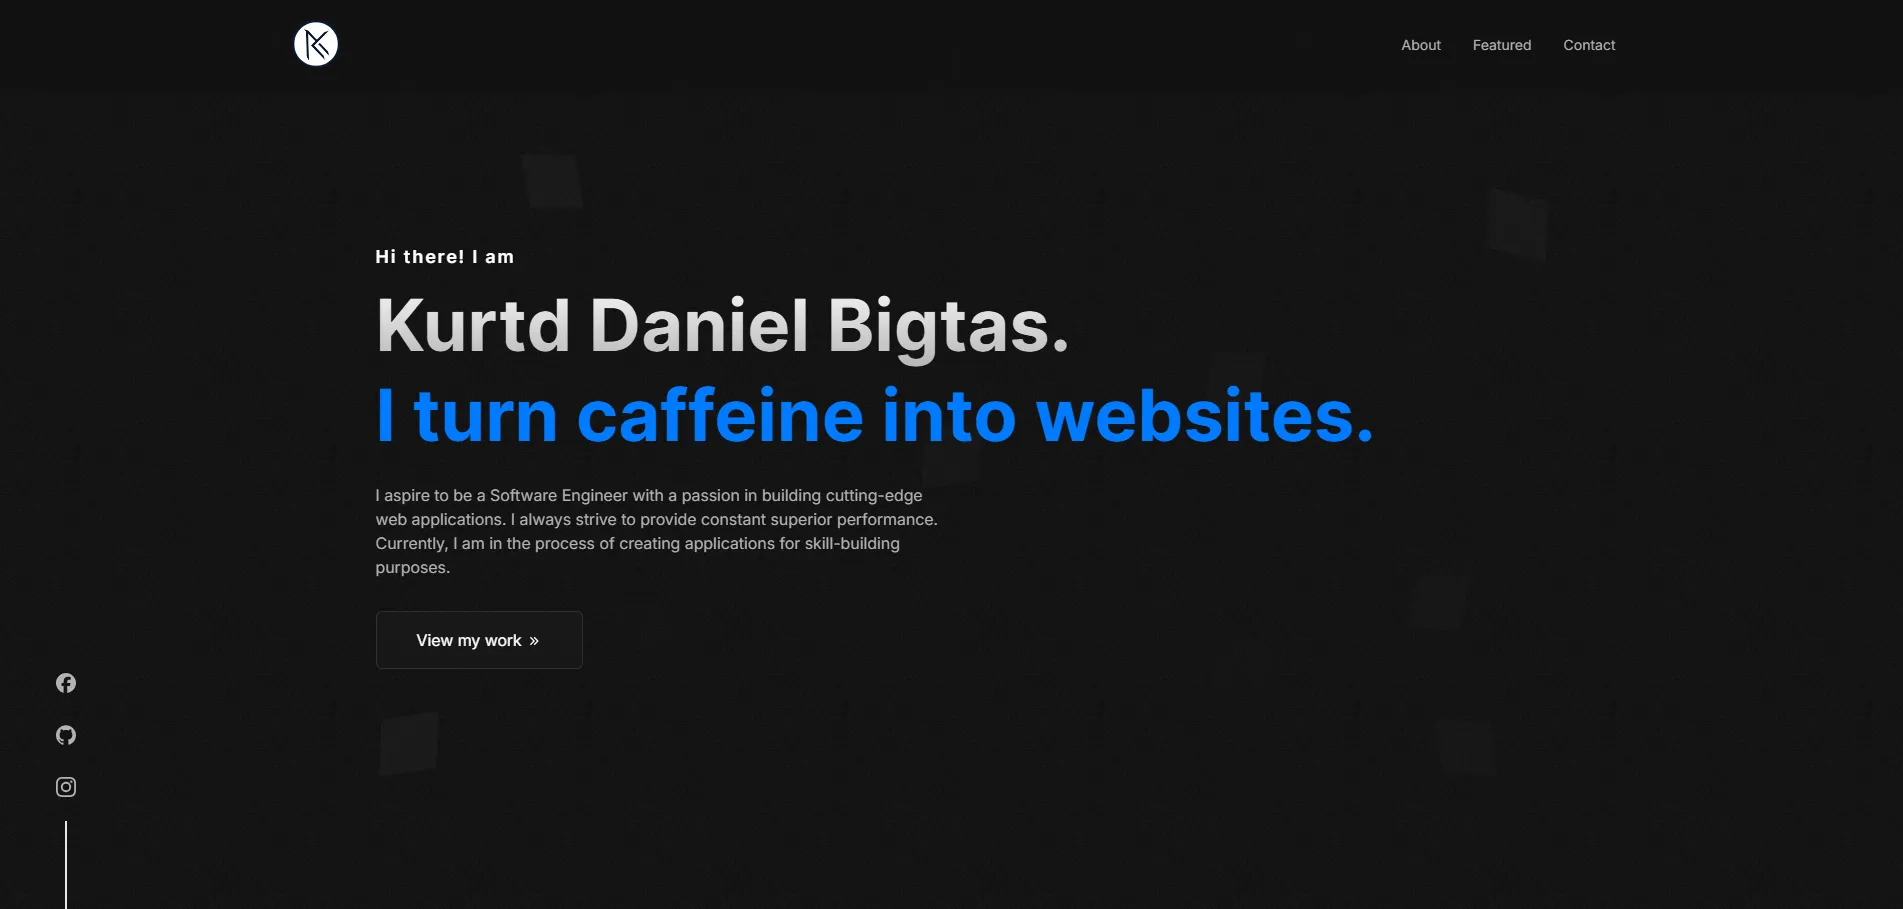 About Featured Contact
Hi there! I am
Kurtd Daniel Bigtas.
I turn caffeine into websites.
I aspire to be a Software Engineer with a passion in building cutting-edge
web applications. I always strive to provide constant superior performance.
Currently, I am in the process of creating applications for skill-building
purposes.
View my work »